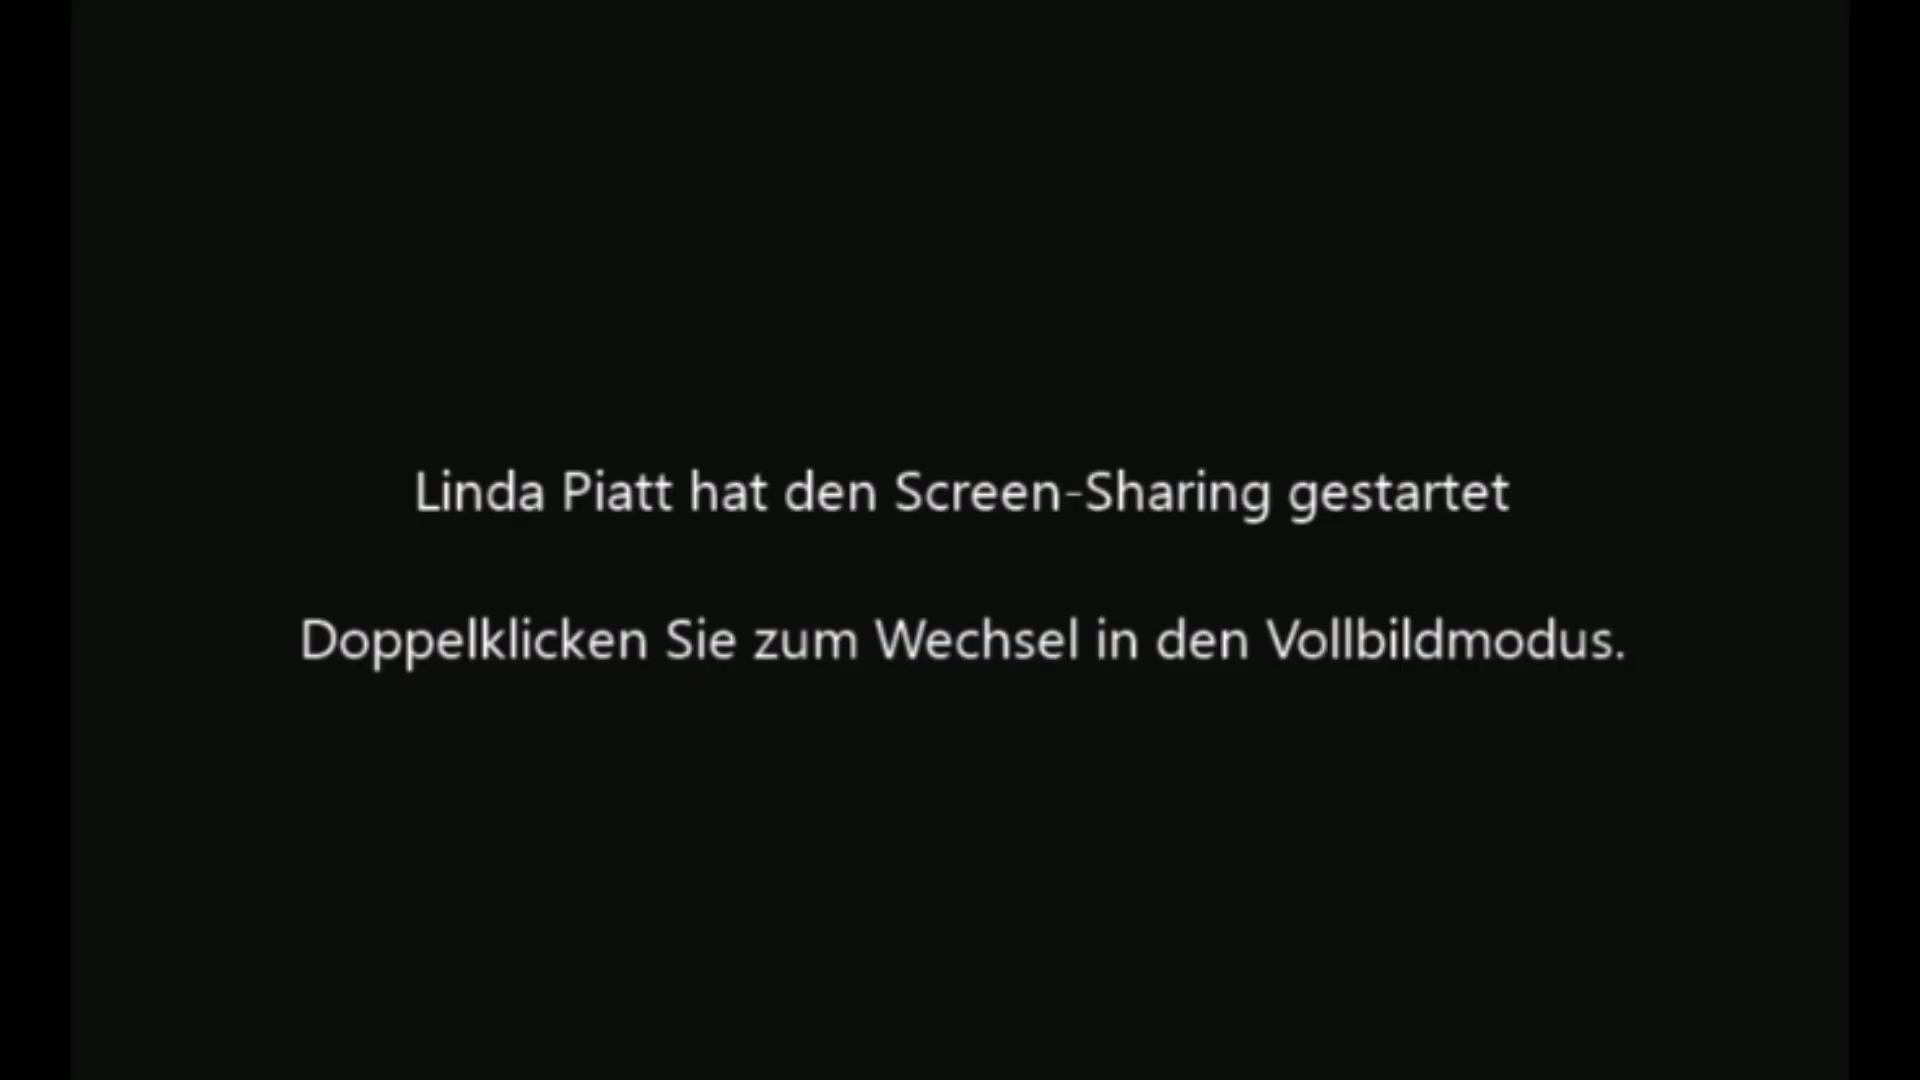 Linda Piatt hat den Screen-Sharing gestartet
Doppelklicken Sie zum Wechsel in den Vollbildmodus.